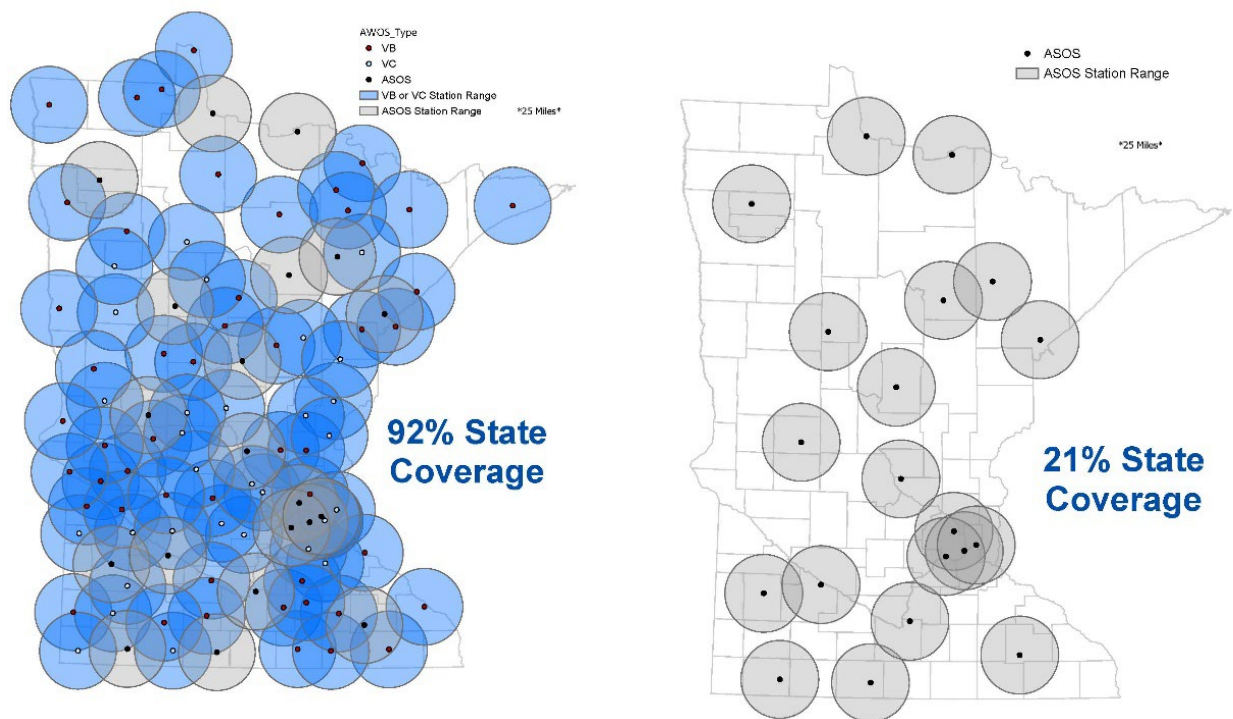 AWOS_Type
VB
VC
ASOS
VB or VC Station Range
ASOS Station Range *25 Miles*
92% State
Coverage
ASOS
ASOS Station Range
*25 Miles*
21% State
Coverage